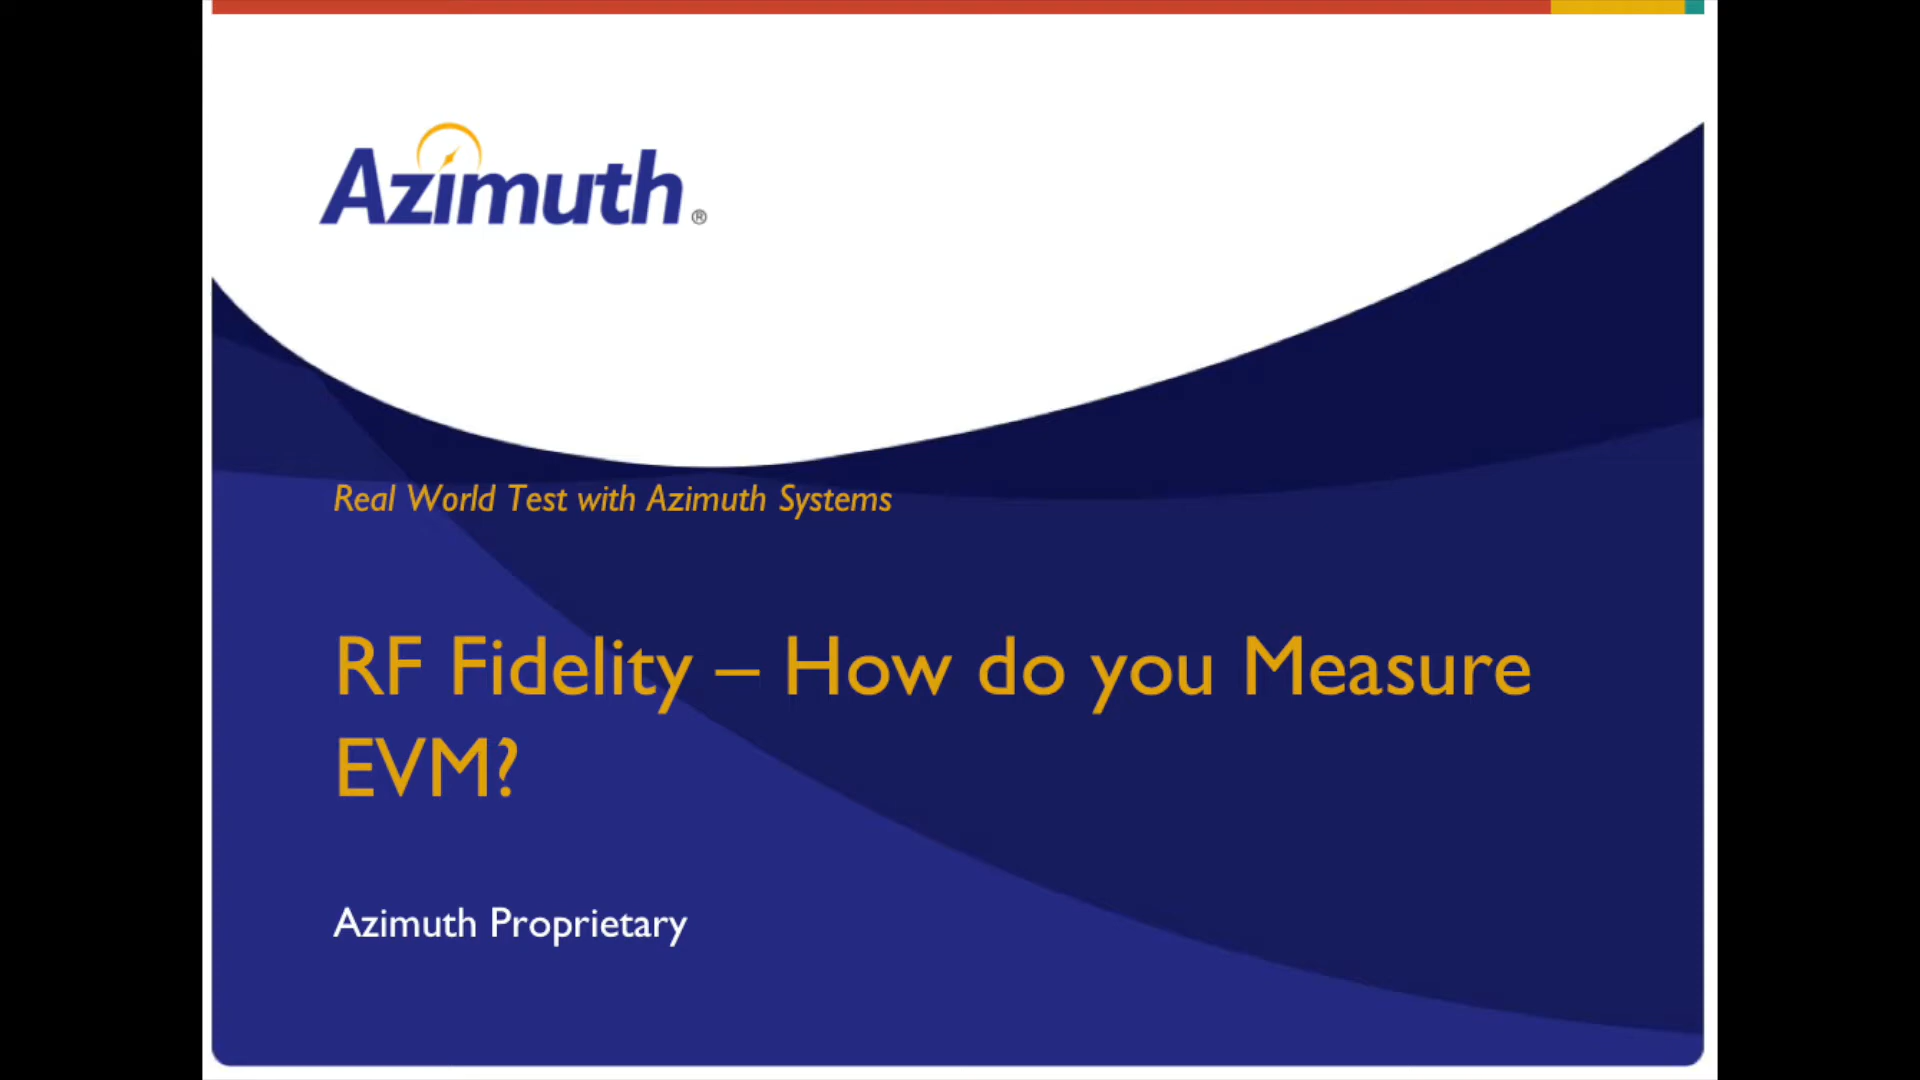 Azimuth®
Real World Test with Azimuth Systems
RF Fidelity – How do you Measure
EVM?
Azimuth Proprietary